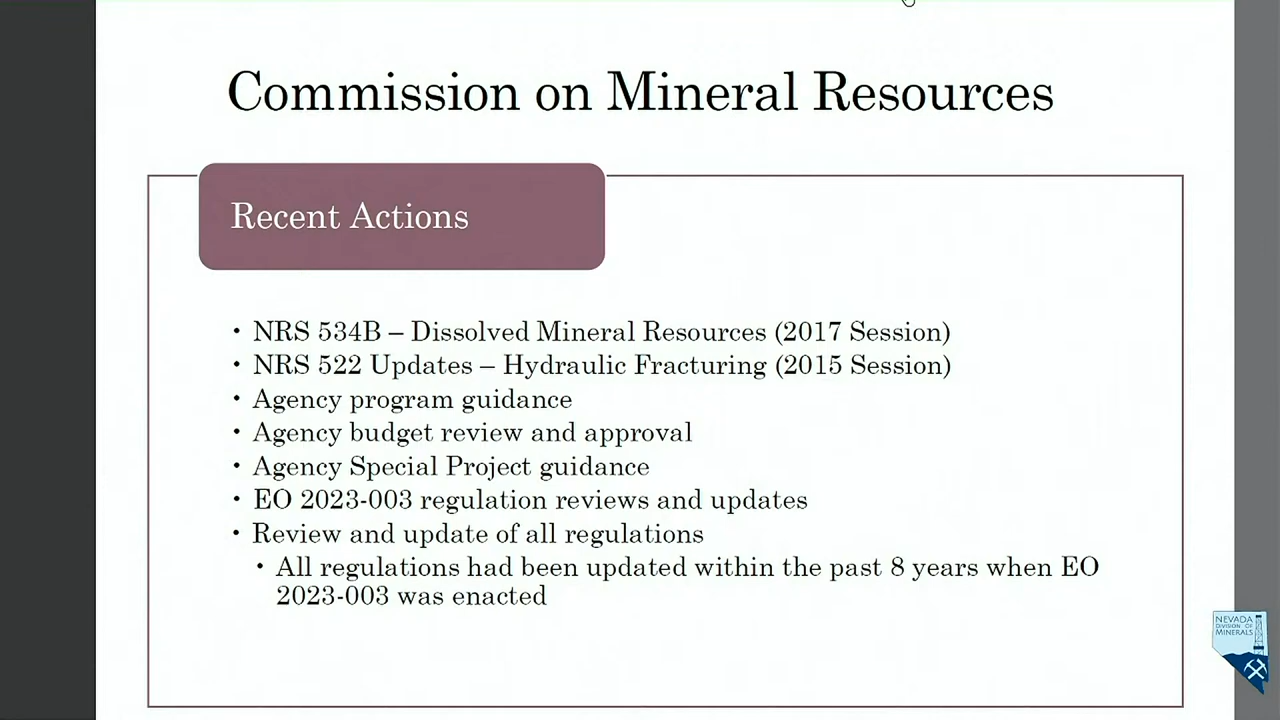 Commission on Mineral Resources
Recent Actions
• NRS 534B – Dissolved Mineral Resources (2017 Session)
• NRS 522 Updates – Hydraulic Fracturing (2015 Session)
• Agency program guidance
• Agency budget review and approval
• Agency Special Project guidance
• EO 2023-003 regulation reviews and updates
• Review and update of all regulations
• All regulations had been updated within the past 8 years when EO
2023-003 was enacted
NEVADA
DIVISION OF
MINERALS